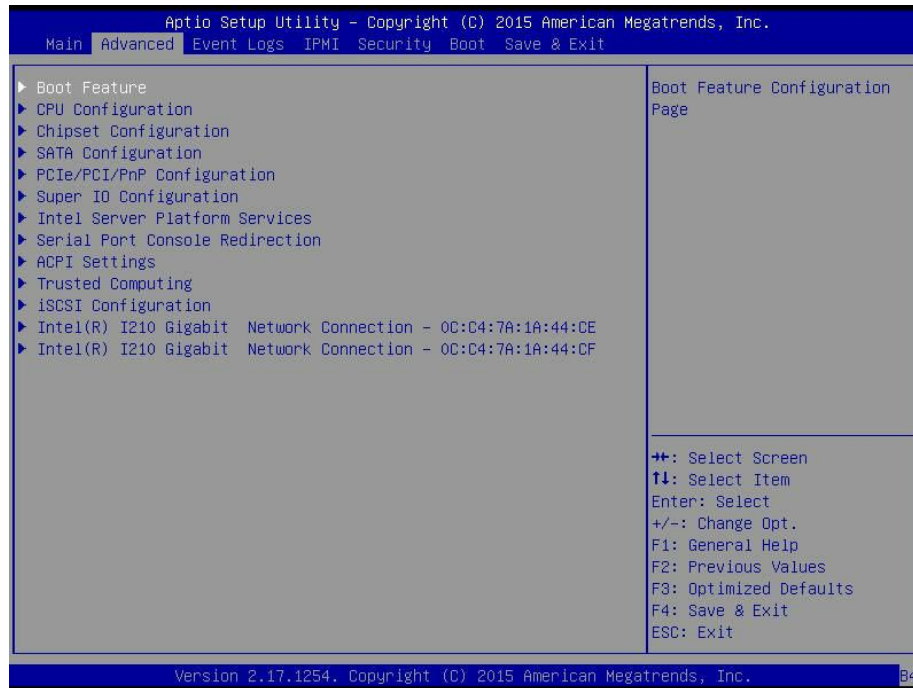 Aptio Setup Utility – Copyright (C) 2015 American Megatrends, Inc.
Main Advanced Event Logs IPMI Security Boot Save & Exit
Boot Feature
CPU Configuration
Chipset Configuration
SATA Configuration
PCIe/PCI/PnP Configuration
Super IO Configuration
Intel Server Platform Services
Serial Port Console Redirection
ACPI Settings
Trusted Computing
iSCSI Configuration
Intel(R) I210 Gigabit  Network Connection – 0C:C4:7A:1A:44:CE
Intel(R) I210 Gigabit  Network Connection – 0C:C4:7A:1A:44:CF
Boot Feature Configuration
Page
→←: Select Screen
↑↓: Select Item
Enter: Select
+/-: Change Opt.
F1: General Help
F2: Previous Values
F3: Optimized Defaults
F4: Save & Exit
ESC: Exit
Version 2.17.1254. Copyright (C) 2015 American Megatrends, Inc.